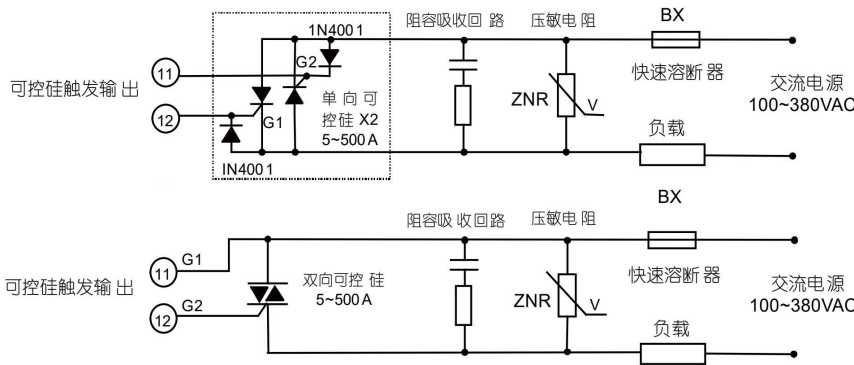 阻容吸收回路
压敏电阻
BX
1N4001
11
G2
快速溶断器
可控硅触发输出
单向可
控硅 X2
5~500A
ZNR
V
交流电源
100~380VAC
12
G1
负载
IN4001
阻容吸收回路
压敏电阻
BX
11
G1
快速溶断器
可控硅触发输出
双向可控硅
5~500A
ZNR
V
交流电源
100~380VAC
12
G2
负载